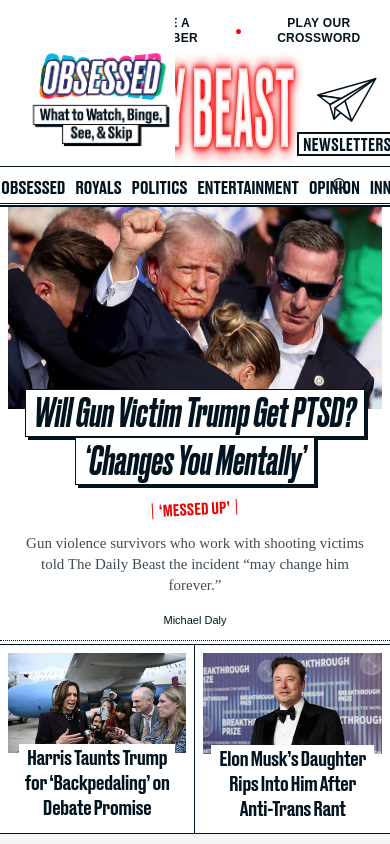 E A
PLAY OUR
BER
CROSSWORD
OBSESSED
What to Watch, Binge,
See, & Skip
Y BEAST
NEWSLETTERS
OBSESSED ROYALS POLITICS ENTERTAINMENT OPINION INN
Will Gun Victim Trump Get PTSD?
‘Changes You Mentally’
‘MESSED UP’
Gun violence survivors who work with shooting victims
told The Daily Beast the incident “may change him
forever.”
Michael Daly
BREAKTHROUGH
PRIZE
Harris Taunts Trump
for ‘Backpedaling’ on
Debate Promise
Elon Musk’s Daughter
Rips Into Him After
Anti-Trans Rant